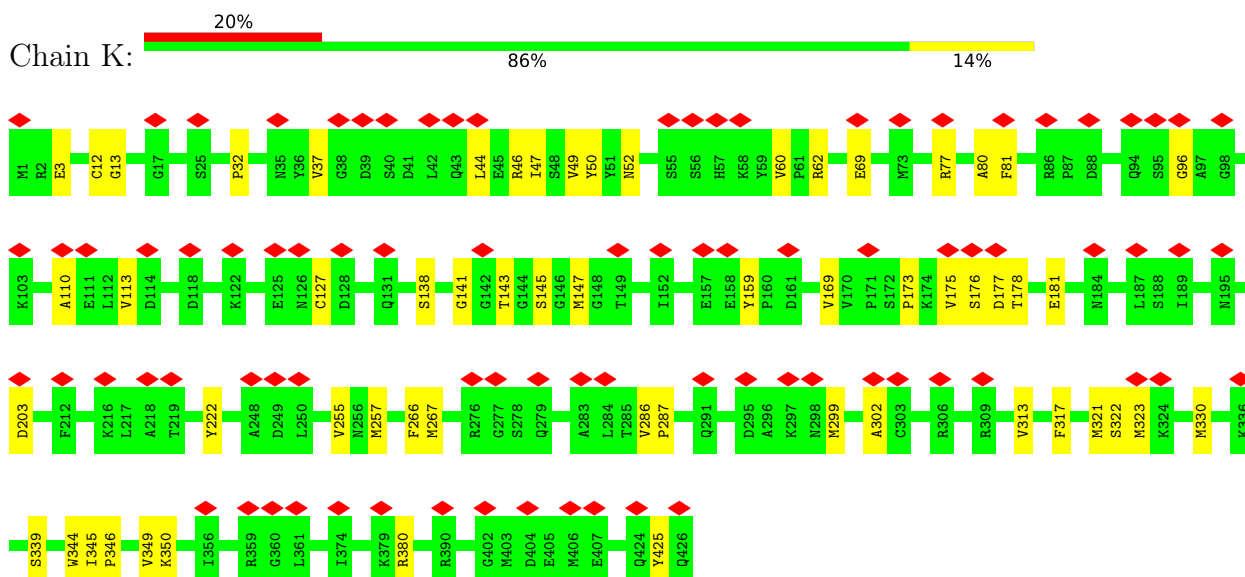 20%
Chain K:
86% 14%
M1 R2 E3 C12 G13 G17 S25 P32 N35 Y36 V37 G38 D39 S40 D41 L42 Q43 L44 E45 R46 I47 S48 V49 Y50 Y51 N52 S55 S56 H57 K58 Y59 V60 P61 R62 E69 M73 R77 A80 F81 R86 P87 D88 Q94 S95 G96 A97 G98
K103 A110 E111 L112 V113 D114 D118 K122 E125 N126 C127 D128 Q131 S138 G141 G142 T143 G144 S145 G146 M147 G148 T149 I152 E157 E158 Y159 P160 D161 V169 V170 P171 S172 P173 K174 V175 S176 D177 T178 E181 N184 L187 S188 I189 N195
D203 F212 K216 L217 A218 T219 Y222 A248 D249 L250 V255 N256 M257 F266 M267 R276 G277 S278 Q279 A283 L284 T285 V286 P287 Q291 D295 A296 K297 N298 M299 A302 C303 R306 R309 V313 F317 M321 S322 M323 K324 M330 K336
S339 W344 I345 P346 V349 K350 I356 R359 G360 L361 I374 K379 R380 R390 G402 M403 D404 E405 M406 E407 Q424 Y425 Q426